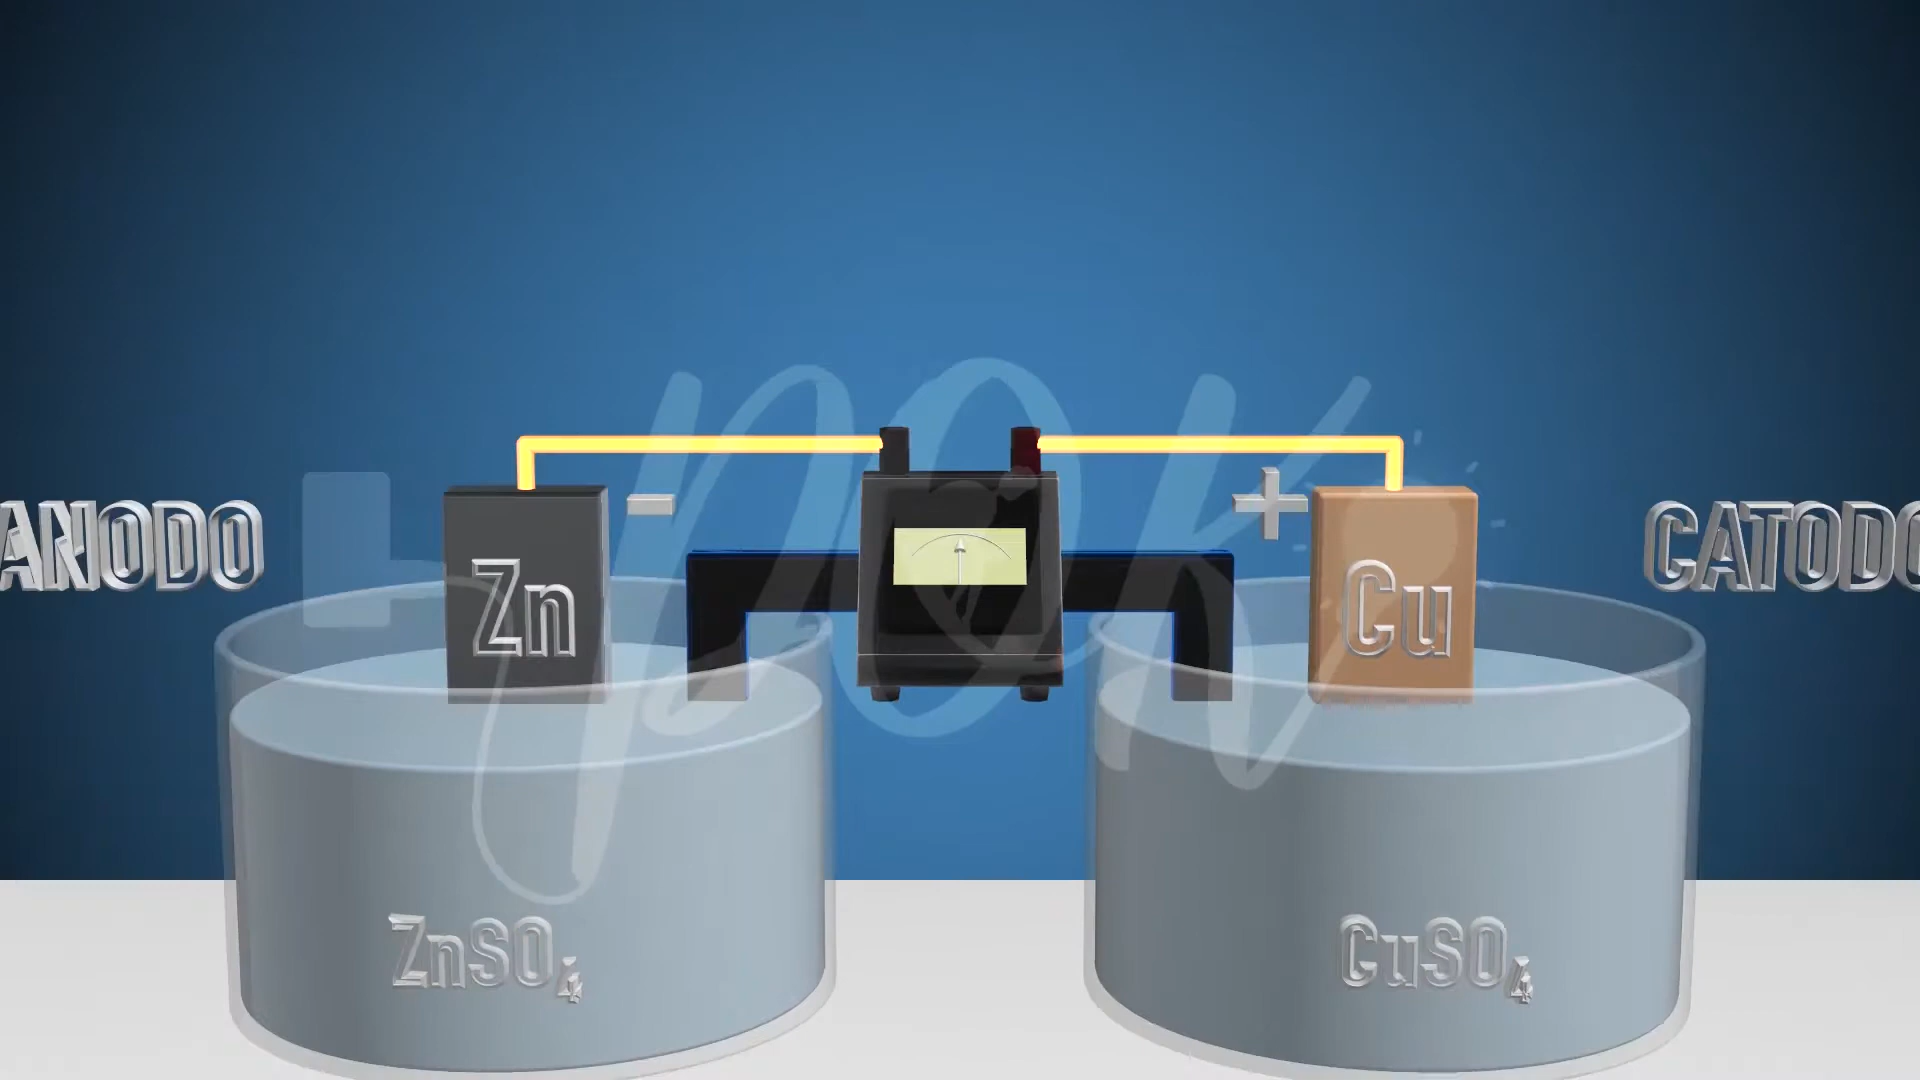 ANODO
-
+
CATODO
Zn
Cu
ZnSO₄
CuSO₄